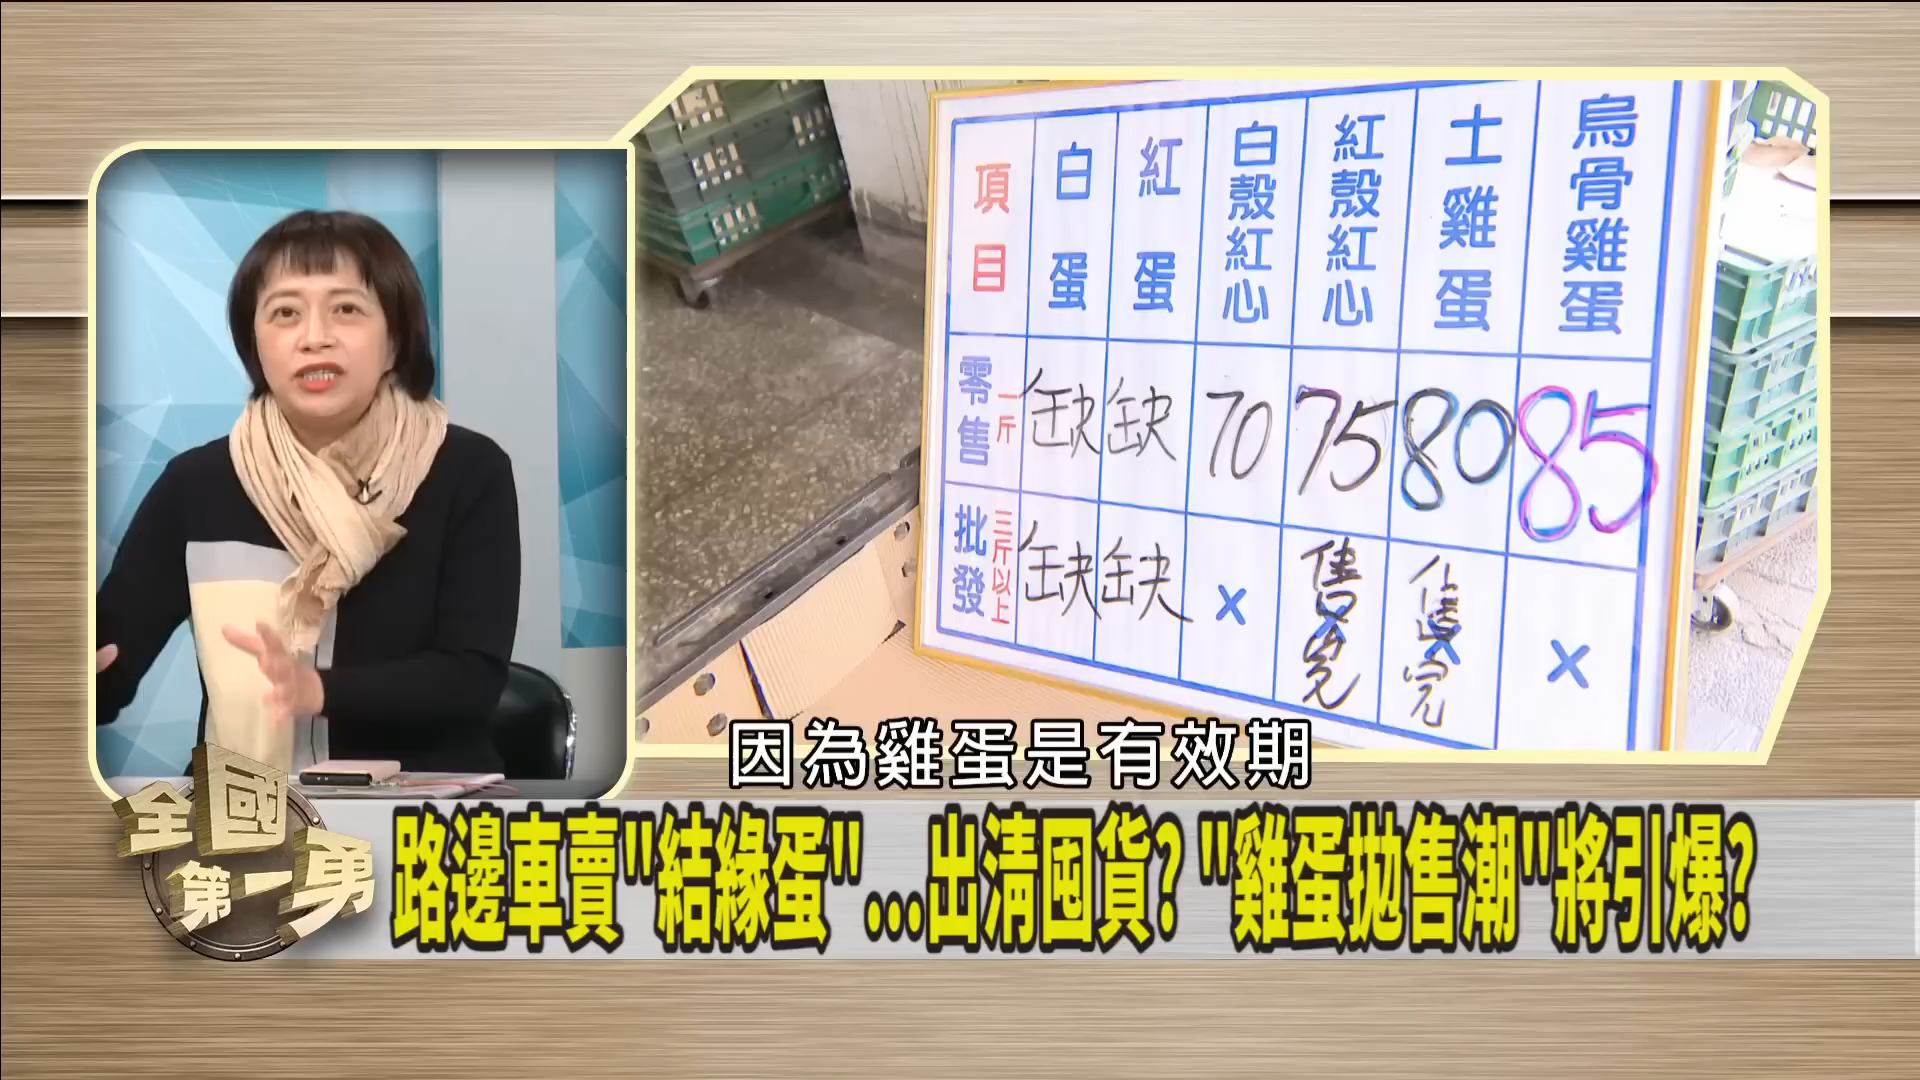 項目 白蛋 紅蛋 白殼紅心 紅殼紅心 土雞蛋 烏骨雞蛋
零售 一斤 缺 缺 70 75 80 85
批發 三斤以上 缺 缺 x 售完 售完 x
因為雞蛋是有效期
全國第一勇
路邊車賣"結緣蛋"...出清囤貨?"雞蛋拋售潮"將引爆?